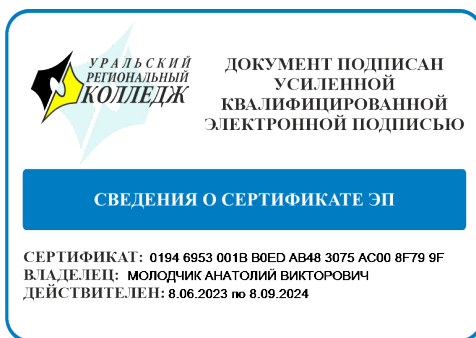 УРАЛЬСКИЙ
РЕГИОНАЛЬНЫЙ
КОЛЛЕДЖ
ДОКУМЕНТ ПОДПИСАН
УСИЛЕННОЙ
КВАЛИФИЦИРОВАННОЙ
ЭЛЕКТРОННОЙ ПОДПИСЬЮ
СВЕДЕНИЯ О СЕРТИФИКАТЕ ЭП
СЕРТИФИКАТ: 0194 6953 001B B0ED AB48 3075 AC00 8F79 9F
ВЛАДЕЛЕЦ: МОЛОДЧИК АНАТОЛИЙ ВИКТОРОВИЧ
ДЕЙСТВИТЕЛЕН: 8.06.2023 по 8.09.2024